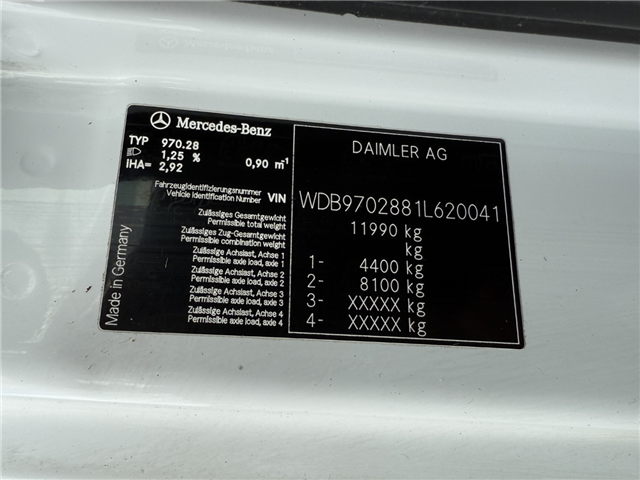 Mercedes-Benz
TYP 970.28
1,25 % 0,90 m⁻¹
iHA= 2,92
Fahrzeugidentifizierungsnummer
Vehicle Identification Number VIN
Zulässiges Gesamtgewicht
Permissible total weight
Zulässiges Zug-Gesamtgewicht
Permissible combination weight
Zulässige Achslast, Achse 1
Permissible axle load, axle 1
Zulässige Achslast, Achse 2
Permissible axle load, axle 2
Zulässige Achslast, Achse 3
Permissible axle load, axle 3
Zulässige Achslast, Achse 4
Permissible axle load, axle 4
Made in Germany
DAIMLER AG
WDB9702881L620041
11990 kg
kg
1- 4400 kg
2- 8100 kg
3- XXXXX kg
4- XXXXX kg